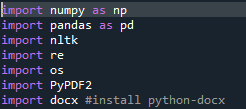 import numpy as np
import pandas as pd
import nltk
import re
import os
import PyPDF2
import docx #install python-docx